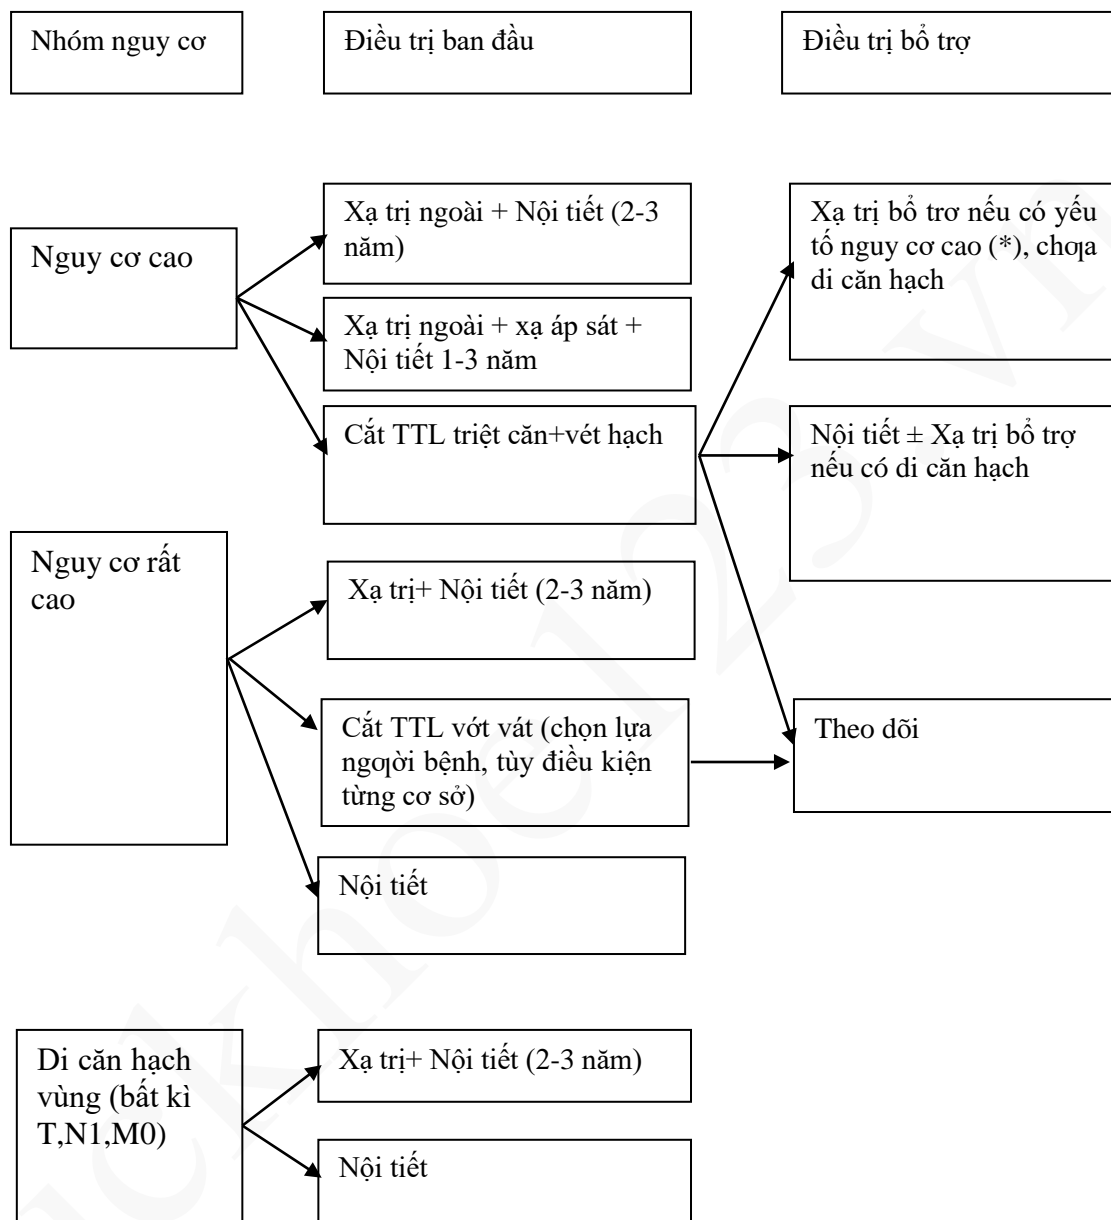 Nhóm nguy cơ
Điều trị ban đầu
Điều trị bổ trợ
Nguy cơ cao
Xạ trị ngoài + Nội tiết (2-3
năm)
Xạ trị ngoài + xạ áp sát +
Nội tiết 1-3 năm
Cắt TTL triệt căn+vét hạch
Xạ trị bổ trơ nếu có yếu
tố nguy cơ cao (*), chƣa
di căn hạch
Nội tiết ± Xạ trị bổ trợ
nếu có di căn hạch
Nguy cơ rất
cao
Xạ trị+ Nội tiết (2-3 năm)
Cắt TTL vớt vát (chọn lựa
ngƣời bệnh, tùy điều kiện
từng cơ sở)
Theo dõi
Nội tiết
Di căn hạch
vùng (bất kì
T,N1,M0)
Xạ trị+ Nội tiết (2-3 năm)
Nội tiết